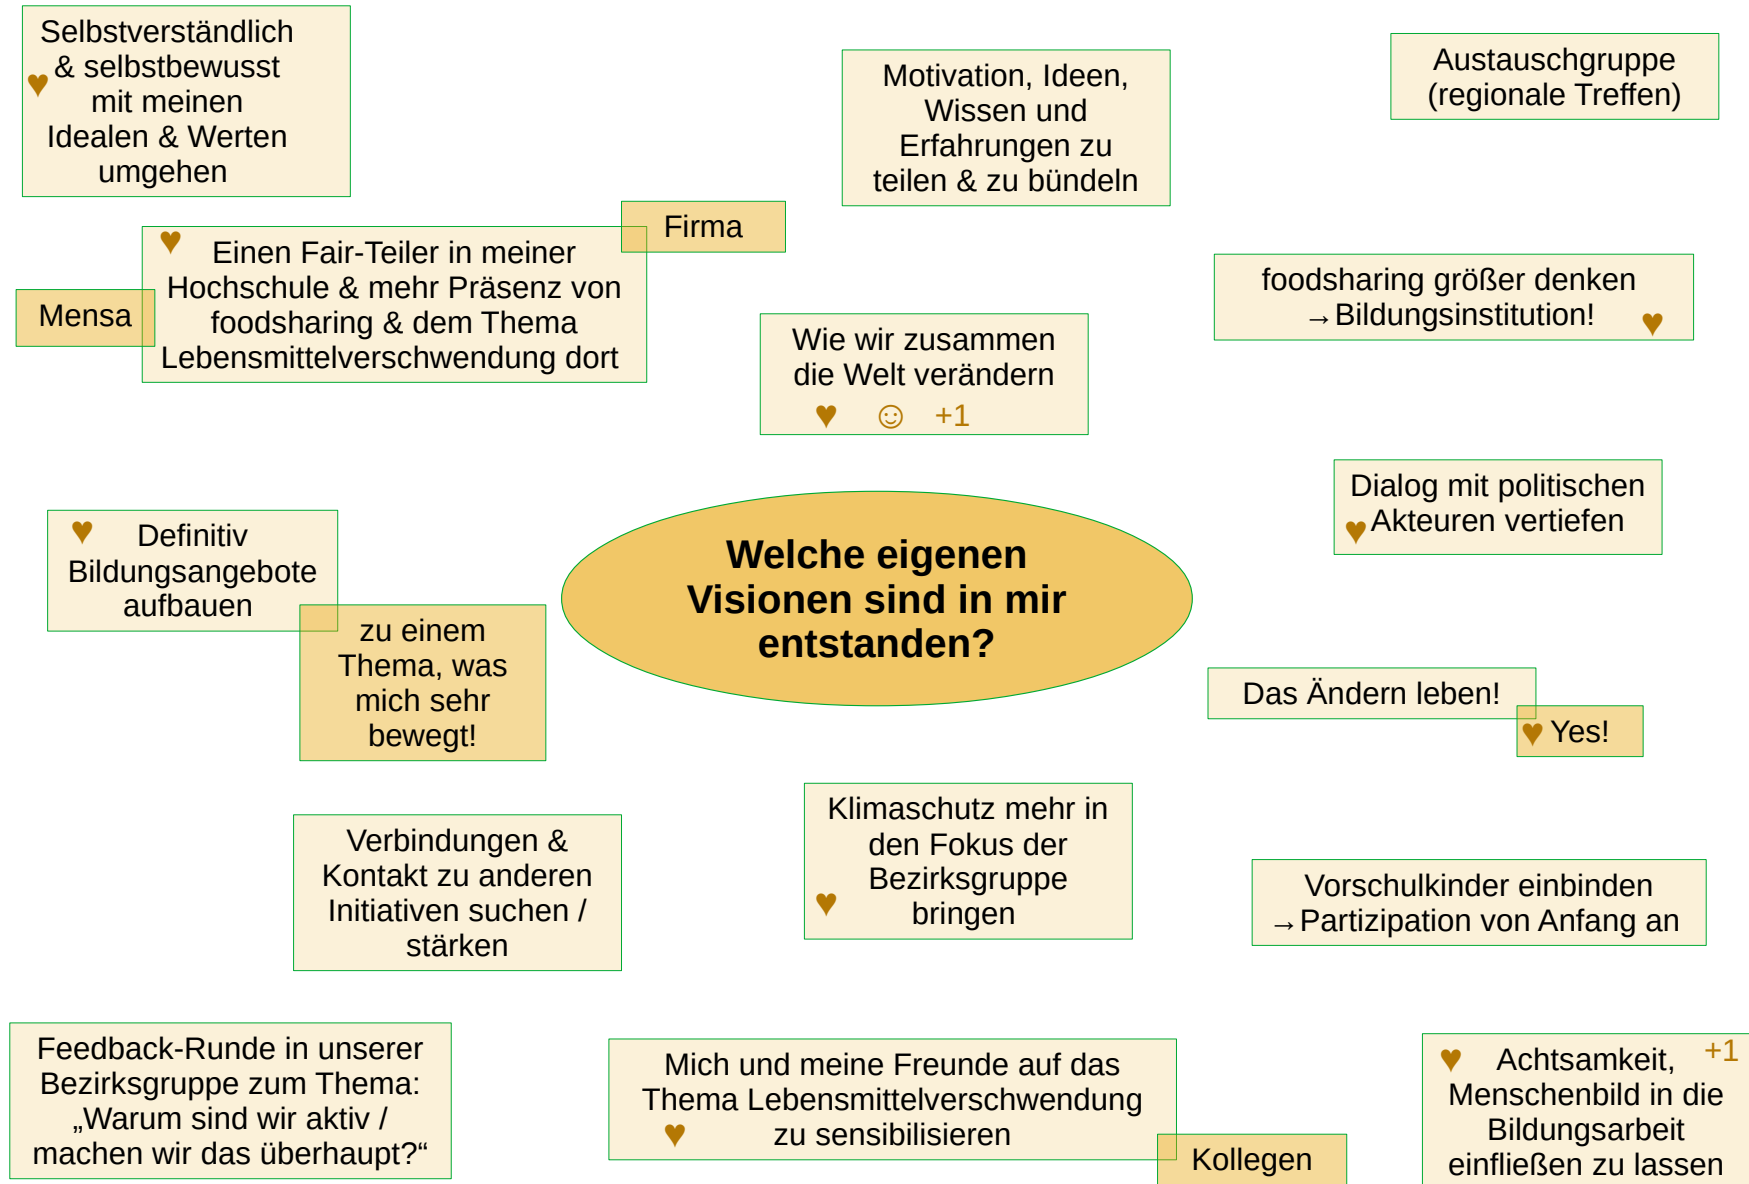 Selbstverständlich
& selbstbewusst
♥ mit meinen
Idealen & Werten
umgehen
Motivation, Ideen,
Wissen und
Erfahrungen zu
teilen & zu bündeln
Austauschgruppe
(regionale Treffen)
Firma
♥ Einen Fair-Teiler in meiner
Hochschule & mehr Präsenz von
foodsharing & dem Thema
Lebensmittelverschwendung dort
Mensa
foodsharing größer denken
→Bildungsinstitution! ♥
Wie wir zusammen
die Welt verändern
♥ ☺ +1
Dialog mit politischen
♥ Akteuren vertiefen
♥ Definitiv
Bildungsangebote
aufbauen
zu einem
Thema, was
mich sehr
bewegt!
Welche eigenen
Visionen sind in mir
entstanden?
Das Ändern leben!
♥ Yes!
Verbindungen &
Kontakt zu anderen
Initiativen suchen /
stärken
Klimaschutz mehr in
den Fokus der
Bezirksgruppe
♥ bringen
Vorschulkinder einbinden
→Partizipation von Anfang an
Feedback-Runde in unserer
Bezirksgruppe zum Thema:
„Warum sind wir aktiv /
machen wir das überhaupt?“
Mich und meine Freunde auf das
Thema Lebensmittelverschwendung
♥ zu sensibilisieren
Kollegen
♥ Achtsamkeit, +1
Menschenbild in die
Bildungsarbeit
einfließen zu lassen